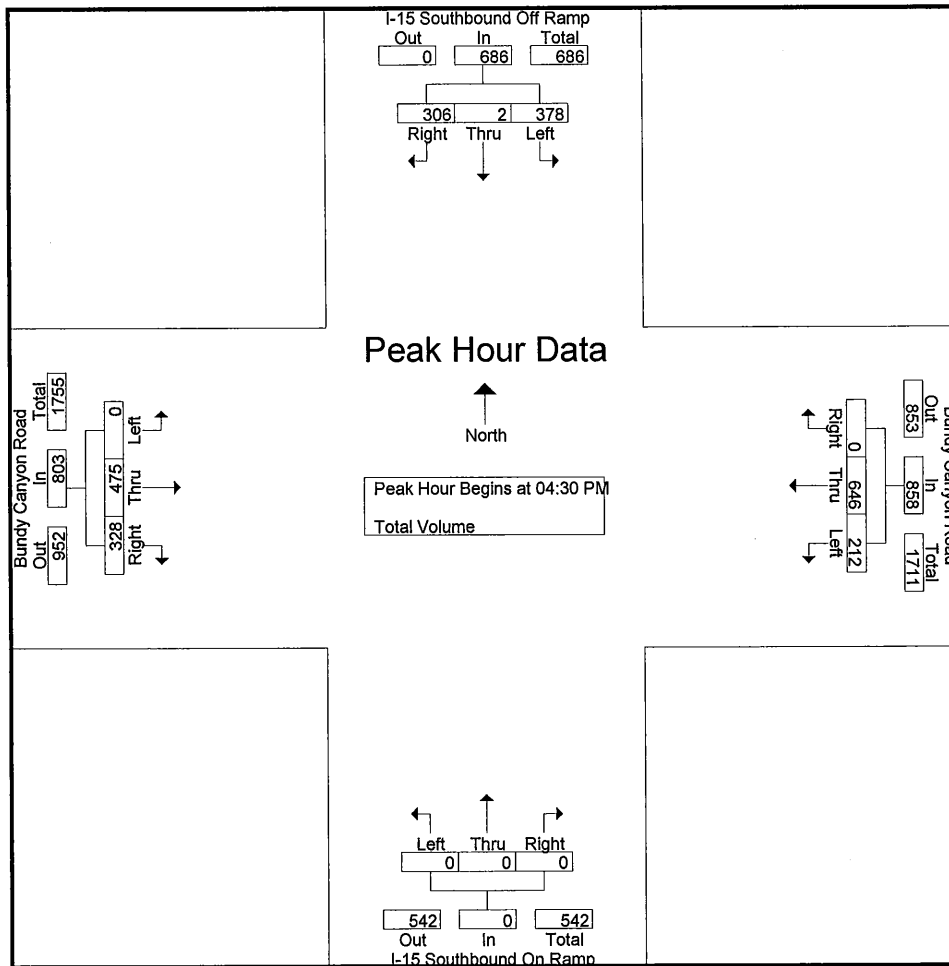 I-15 Southbound Off Ramp
Out In Total
0 686 686
306 2 378
Right Thru Left
Peak Hour Data
North
Peak Hour Begins at 04:30 PM
Total Volume
Bundy Canyon Road
Total In Out
1755 803 952
0 475 328
Left Thru Right
Right Thru Left
0 646 212
853 858 1711
Out In Total
Bundy Canyon Road
Left Thru Right
0 0 0
542 0 542
Out In Total
I-15 Southbound On Ramp